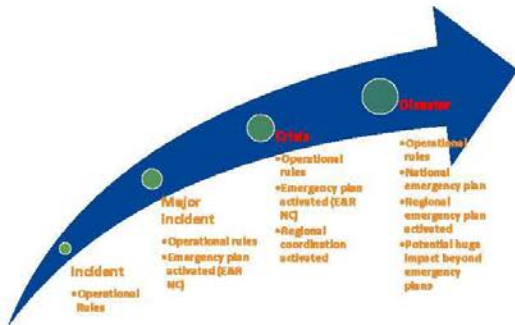 Incident
•Operational
Rules
Major
Incident
•Operational rules
•Emergency plan
activated (E&R
NC)
Crisis
•Operational
rules
•Emergency plan
activated (E&R
NC)
•Regional
coordination
activated
Disaster
•Operational
rules
•National
emergency plan
•Regional
emergency plan
activated
•Potential huge
impact beyond
emergency
plans